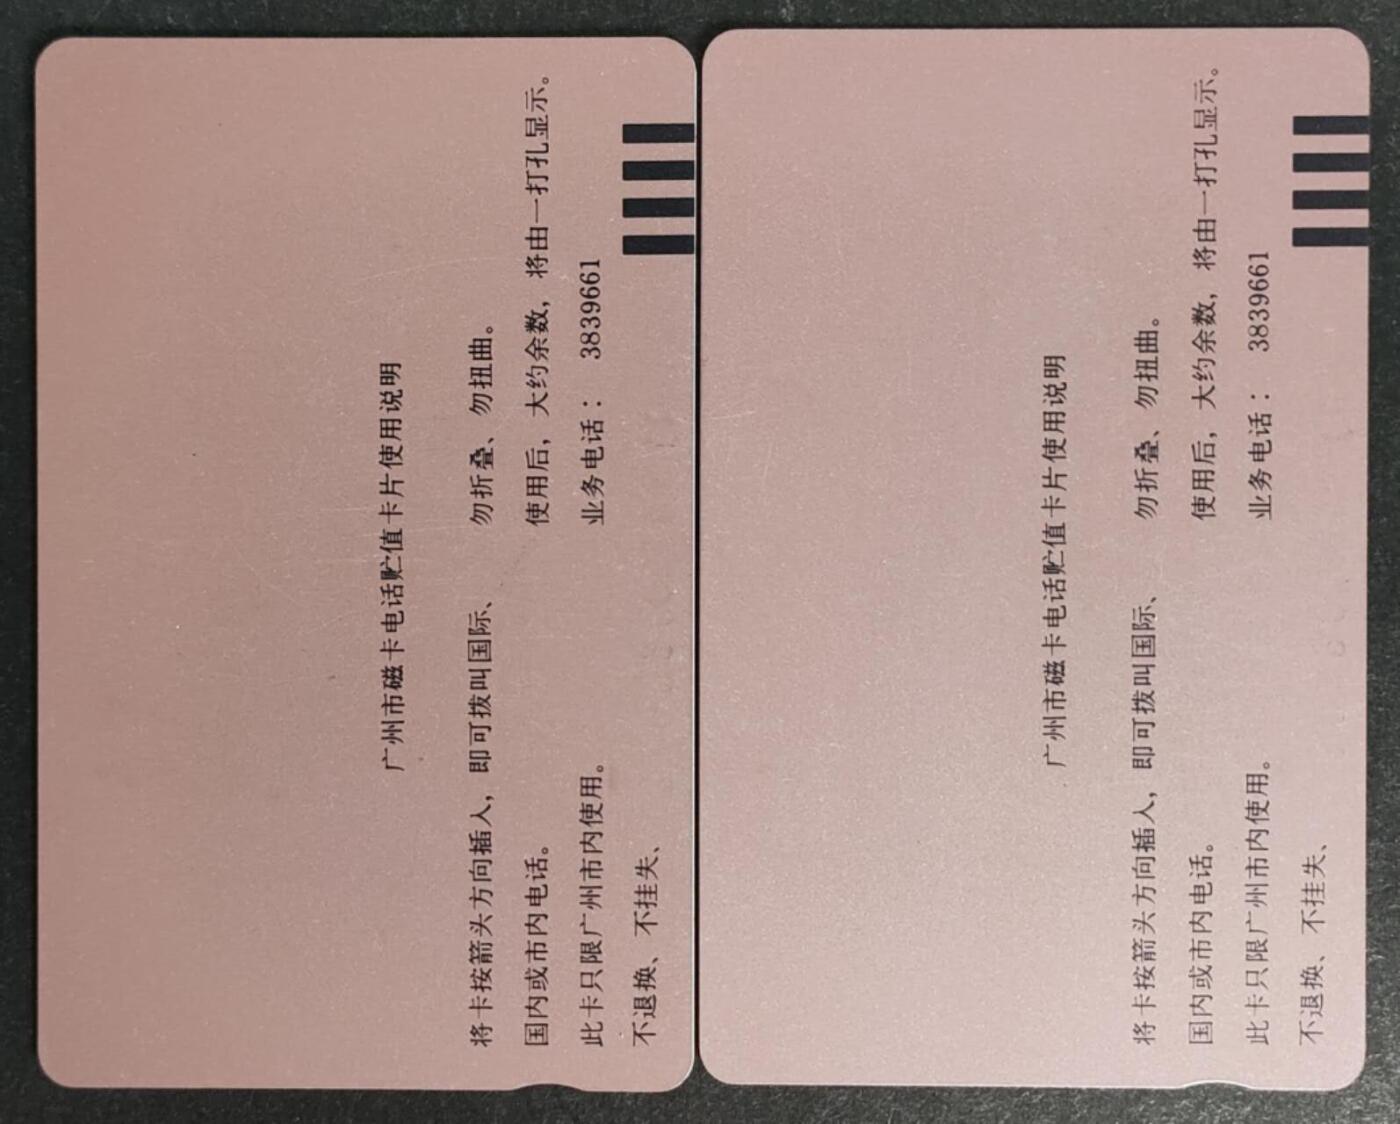 广州市磁卡电话贮值卡片使用说明
将卡按箭头方向插入，即可拨叫国际、
国内或市内电话。
此卡只限广州市内使用。
不退换、不挂失、
勿折叠、勿扭曲。
使用后，大约余数，将由一打孔显示。
业务电话： 3839661
广州市磁卡电话贮值卡片使用说明
将卡按箭头方向插入，即可拨叫国际、
国内或市内电话。
此卡只限广州市内使用。
不退换、不挂失、
勿折叠、勿扭曲。
使用后，大约余数，将由一打孔显示。
业务电话： 3839661